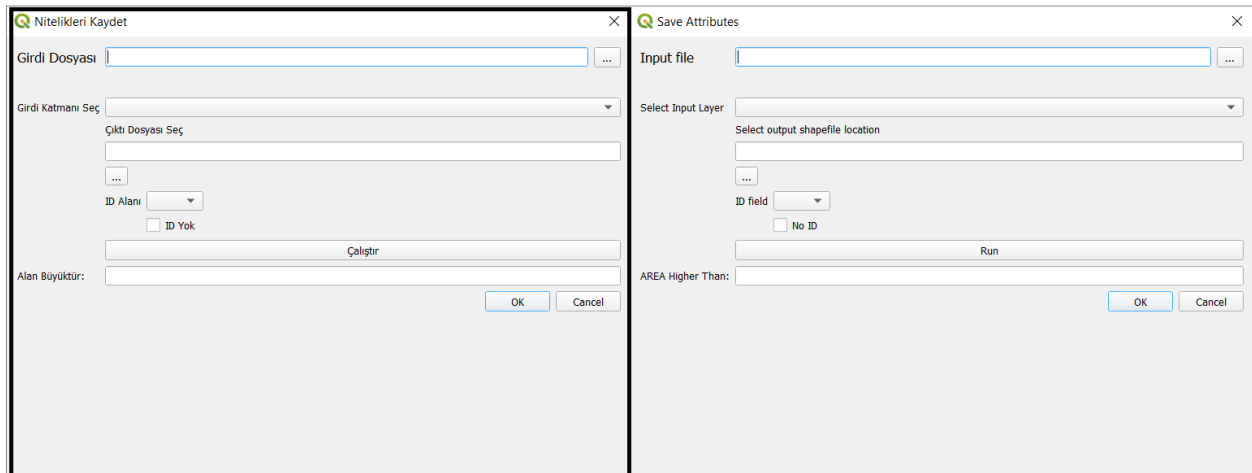 Nitelikleri Kaydet
Girdi Dosyası
...
Girdi Katmanı Seç
Çıktı Dosyası Seç
...
ID Alanı
ID Yok
Çalıştır
Alan Büyüktür:
OK Cancel
Save Attributes
Input file
...
Select Input Layer
Select output shapefile location
...
ID field
No ID
Run
AREA Higher Than:
OK Cancel